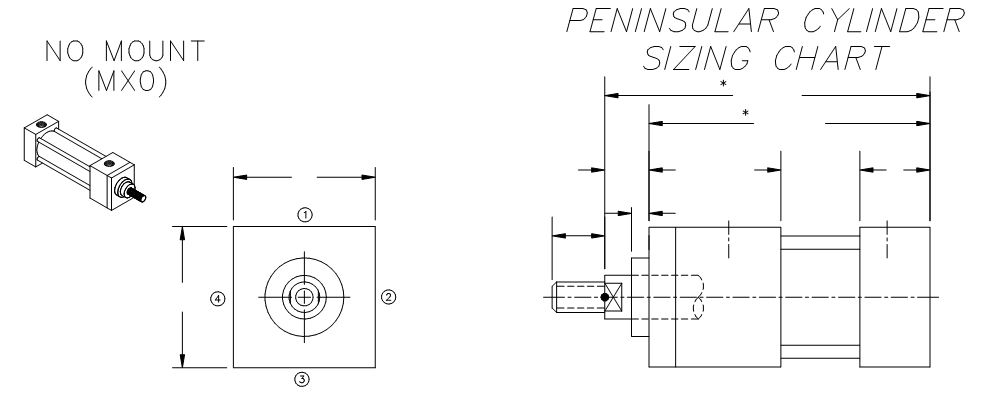 NO MOUNT
(MX0)
PENINSULAR CYLINDER
SIZING CHART
*
*
1
4
2
3